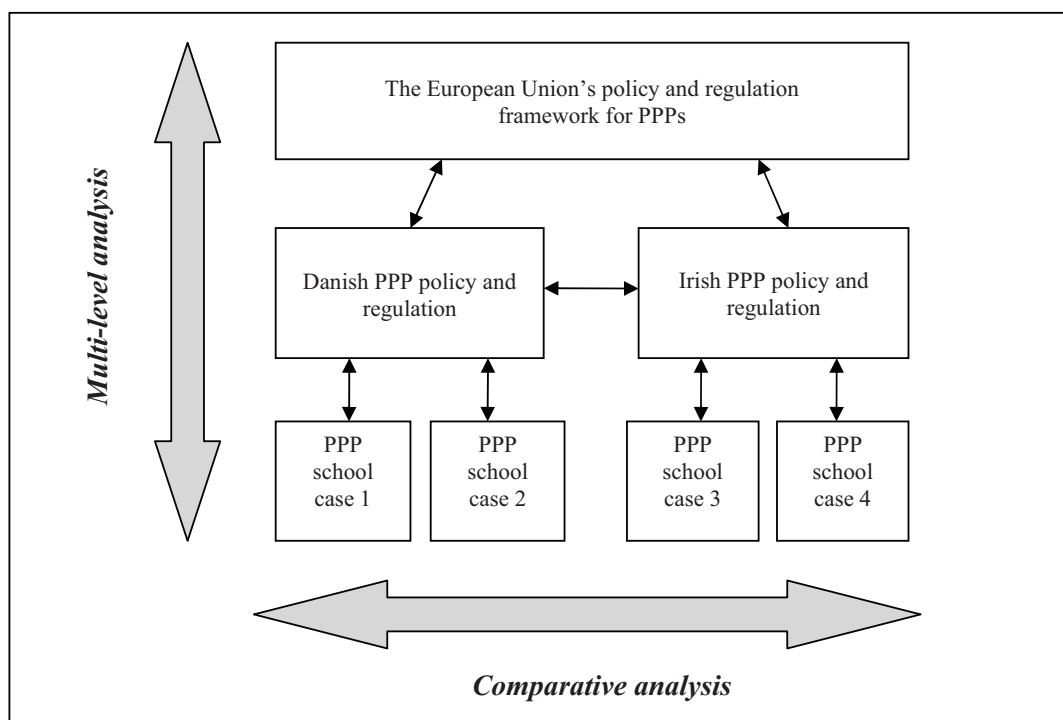 The European Union’s policy and regulation
framework for PPPs
Multi-level analysis
Danish PPP policy and
regulation
Irish PPP policy and
regulation
PPP
school
case 1
PPP
school
case 2
PPP
school
case 3
PPP
school
case 4
Comparative analysis